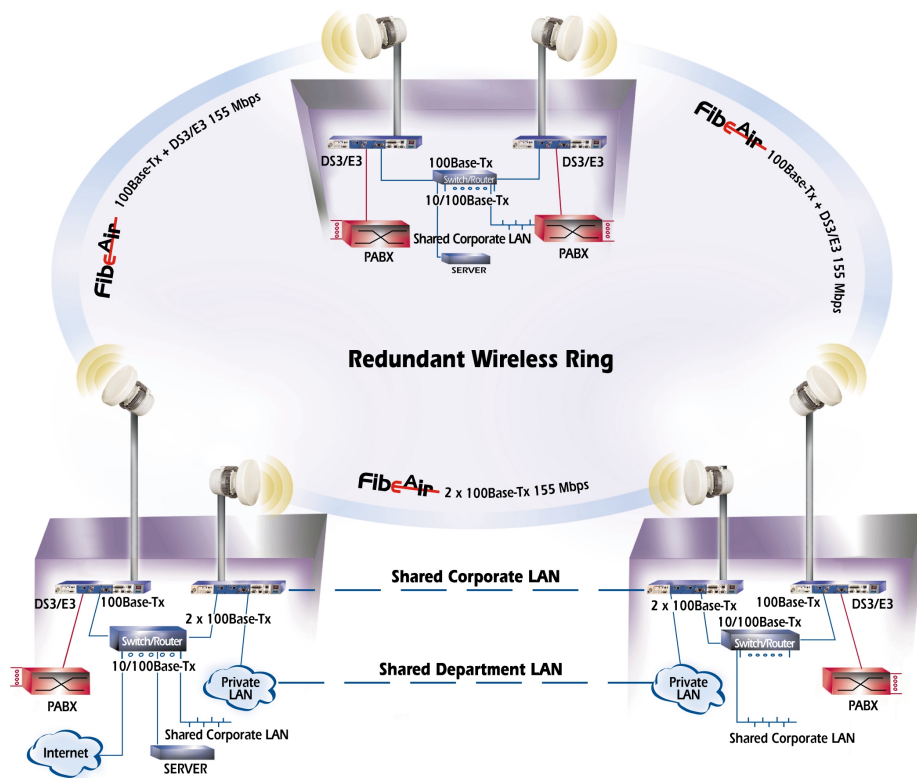 FibeAir 100Base-Tx + DS3/E3 155 Mbps
FibeAir 100Base-Tx + DS3/E3 155 Mbps
DS3/E3
100Base-Tx
DS3/E3
Switch/Router
10/100Base-Tx
Shared Corporate LAN
PABX
PABX
SERVER
Redundant Wireless Ring
FibeAir 2 x 100Base-Tx 155 Mbps
Shared Corporate LAN
DS3/E3
100Base-Tx
2 x 100Base-Tx
Switch/Router
10/100Base-Tx
PABX
Private
LAN
Shared Corporate LAN
Internet
SERVER
Shared Department LAN
2 x 100Base-Tx
100Base-Tx
DS3/E3
10/100Base-Tx
Switch/Router
Private
LAN
PABX
Shared Corporate LAN